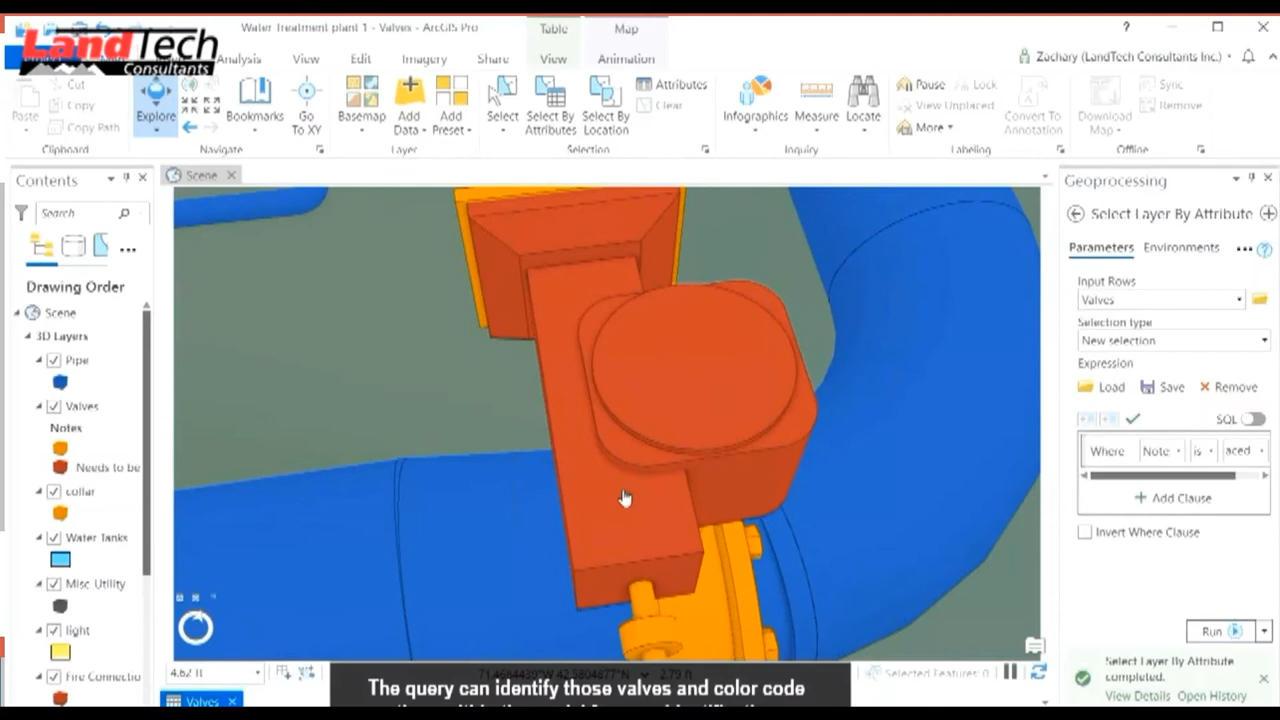 Water Treatment plant 1 - Valves - ArcGIS Pro
Table
Map
?
LandTech
Consultants
Analysis
View
Edit
Imagery
Share
View
Animation
Zachary (LandTech Consultants Inc.)
Paste
Cut
Copy
Copy Path
Explore
Bookmarks
Go
To XY
Basemap
Add
Data
Add
Preset
Select
Select By
Attributes
Select By
Location
Attributes
Clear
Infographics
Measure
Locate
Pause
Lock
View Unplaced
More
Convert To
Annotation
Download
Map
Sync
Remove
Clipboard
Navigate
Layer
Selection
Inquiry
Labeling
Offline
Contents
Search
Drawing Order
Scene
3D Layers
Pipe
Valves
Notes
Needs to be
collar
Water Tanks
Misc Utility
light
Fire Connectio
Scene
4.62 ft
2.79 ft
Selected Features: 0
Valves
The query can identify those valves and color code
Geoprocessing
Select Layer By Attribute
Parameters
Environments
?
Input Rows
Valves
Selection type
New selection
Expression
Load
Save
Remove
SQL
Where
Note
is
aced
Add Clause
Invert Where Clause
Run
Select Layer By Attribute
completed.
View Details Open History